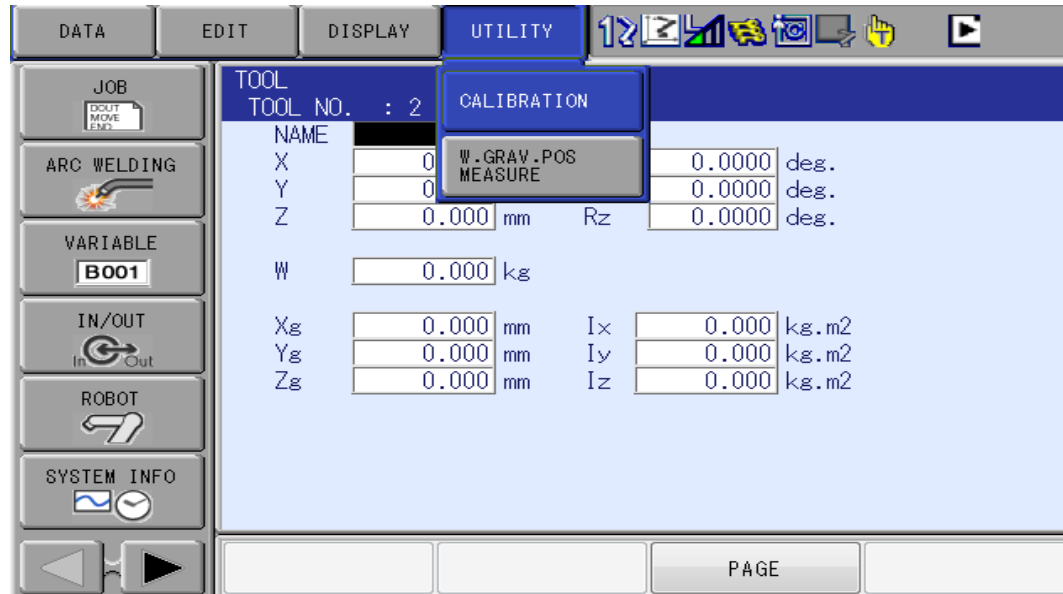 DATA
EDIT
DISPLAY
UTILITY
JOB
DOUT
MOVE
END
ARC WELDING
VARIABLE
B001
IN/OUT
In Out
ROBOT
SYSTEM INFO
CALIBRATION
W.GRAV.POS
MEASURE
TOOL
TOOL NO. : 2
NAME
X 0 0.0000 deg.
Y 0 0.0000 deg.
Z 0.000 mm Rz 0.0000 deg.
W 0.000 kg
Xg 0.000 mm Ix 0.000 kg.m2
Yg 0.000 mm Iy 0.000 kg.m2
Zg 0.000 mm Iz 0.000 kg.m2
PAGE